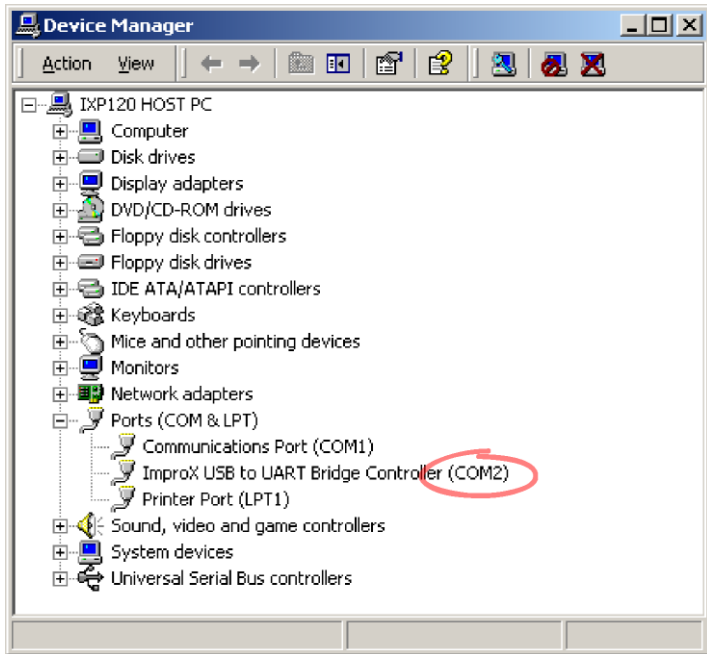 Device Manager
Action View
IXP120 HOST PC
Computer
Disk drives
Display adapters
DVD/CD-ROM drives
Floppy disk controllers
Floppy disk drives
IDE ATA/ATAPI controllers
Keyboards
Mice and other pointing devices
Monitors
Network adapters
Ports (COM & LPT)
Communications Port (COM1)
ImproX USB to UART Bridge Controller (COM2)
Printer Port (LPT1)
Sound, video and game controllers
System devices
Universal Serial Bus controllers